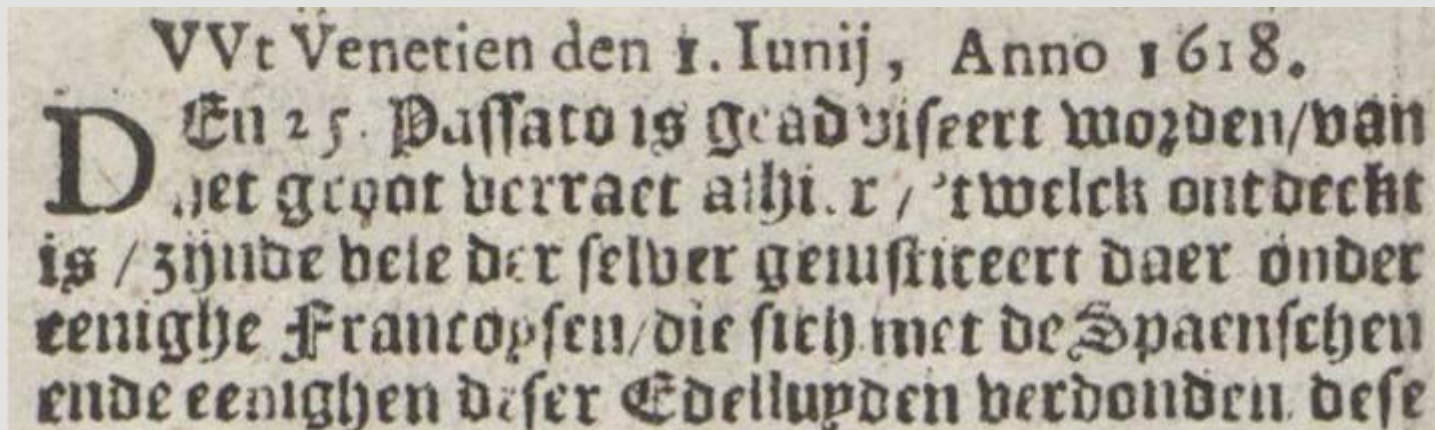 VVt Venetien den 1. Iunij, Anno 1618.
DEn 25. Passato is geadviseert worden/van
het groot verraet alhier/ 'twelck ontdeckt
is/zijnde vele der selver geiusticeert daer onder
eenighe Francoysen/die sich met de Spaenschen
ende eenighen deser Edelluyden verbonden dese